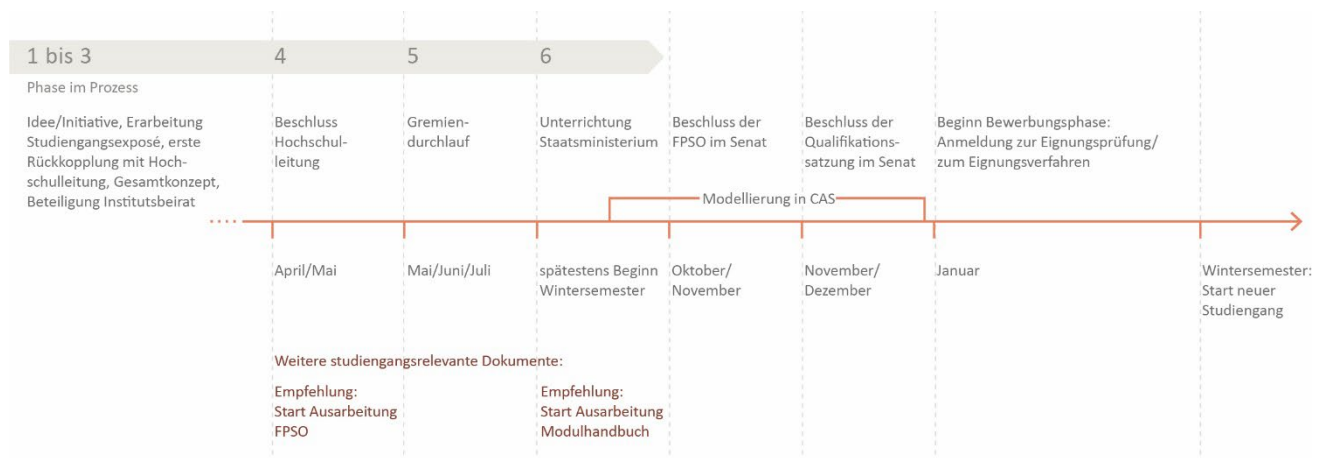 1 bis 3
4
5
6
Phase im Prozess
Idee/Initiative, Erarbeitung
Studiengangsexposé, erste
Rückkopplung mit Hoch-
schulleitung, Gesamtkonzept,
Beteiligung Institutsbeirat
Beschluss
Hochschul-
leitung
Gremien-
durchlauf
Unterrichtung
Staatsministerium
Beschluss der
FPSO im Senat
Beschluss der
Qualifikations-
satzung im Senat
Beginn Bewerbungsphase:
Anmeldung zur Eignungsprüfung/
zum Eignungsverfahren
Modellierung in CAS
April/Mai
Mai/Juni/Juli
spätestens Beginn
Wintersemester
Oktober/
November
November/
Dezember
Januar
Wintersemester:
Start neuer
Studiengang
Weitere studiengangsrelevante Dokumente:
Empfehlung:
Start Ausarbeitung
FPSO
Empfehlung:
Start Ausarbeitung
Modulhandbuch